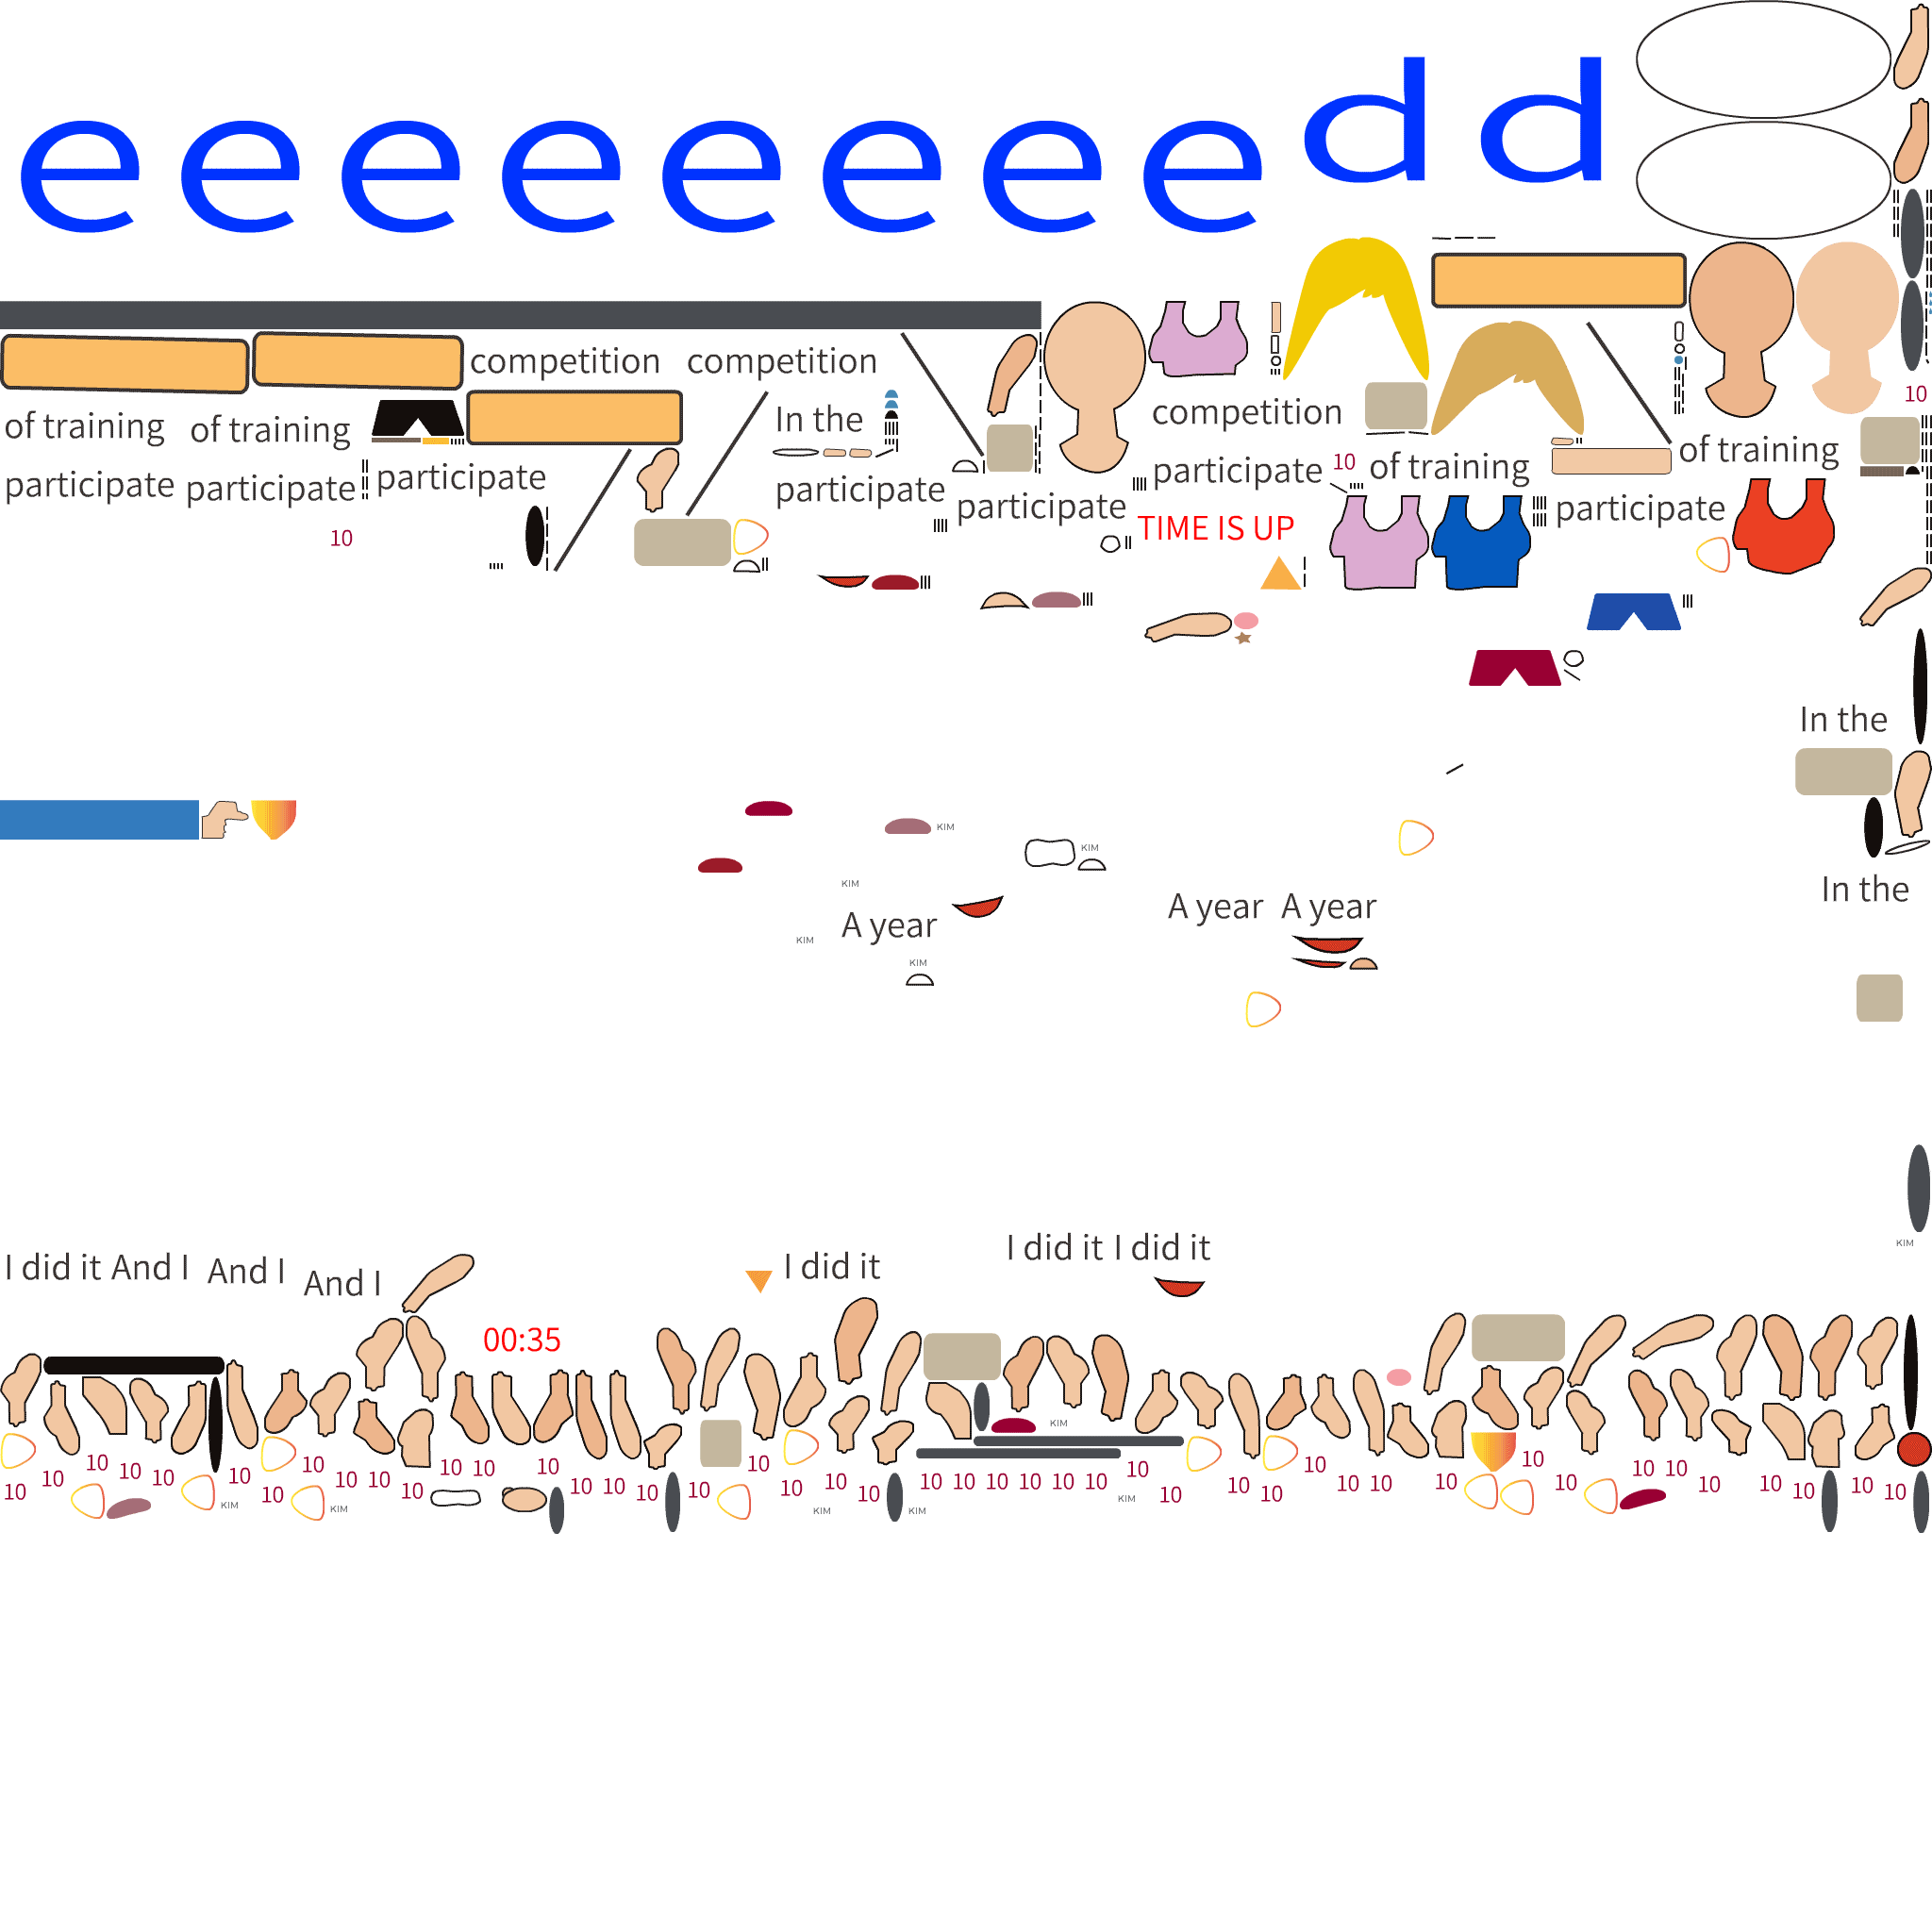 e e e e e e e e d d
competition competition
of training of training In the competition 10
participate participate participate participate participate participate 10 of training participate of training
10 TIME IS UP
In the
KIM
KIM
KIM In the
A year A year A year
KIM
KIM
KIM
I did it And I And I And I I did it I did it I did it
00:35
KIM
10 10 10 10 10 10 10 10 10 10 10 10 10 10 10 10 10 10 10 10 10 10 10 10 10 10 10 10 10 10 10 10 10 10 10 10 10 10 10 10 10 10 10 10 10 10 10
KIM KIM KIM KIM KIM